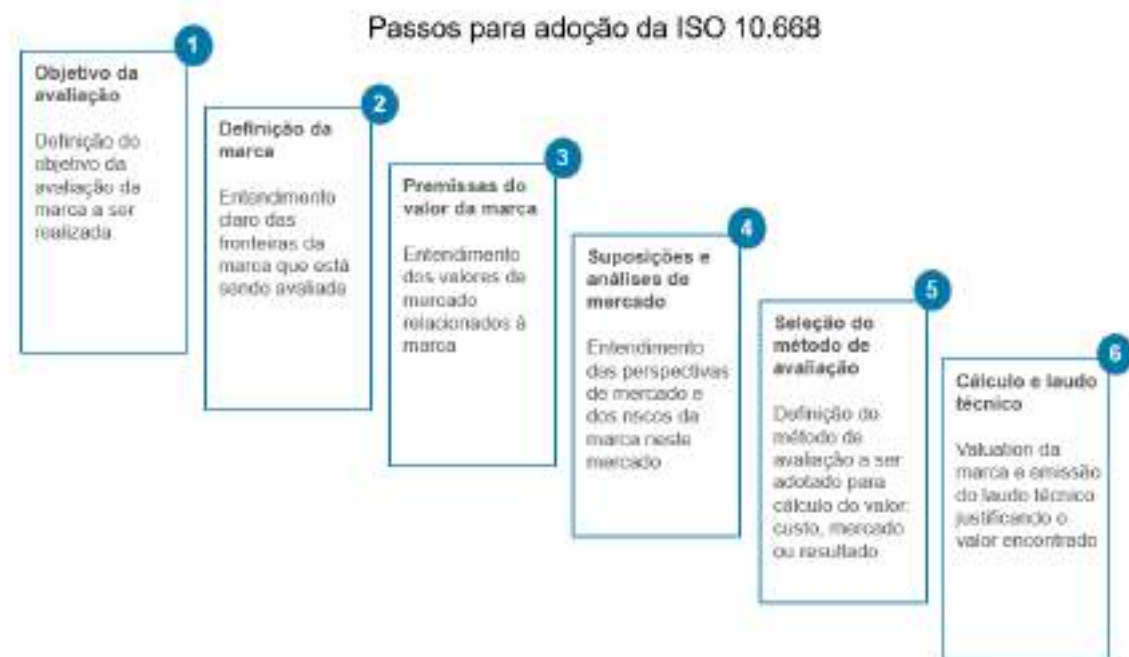 Passos para adoção da ISO 10.668
1
Objetivo da
avaliação
Definição do
objetivo da
avaliação da
marca a ser
realizada
2
Definição da
marca
Entendimento
claro das
fronteiras da
marca que está
sendo avaliada
3
Premissas do
valor da marca
Entendimento
dos valores de
mercado
relacionados à
marca
4
Suposições e
análises de
mercado
Entendimento
das perspectivas
de mercado e
dos riscos da
marca neste
mercado
5
Seleção do
método de
avaliação
Definição do
método de
avaliação a ser
adotado para
cálculo do valor:
custo, mercado
ou resultado
6
Cálculo e laudo
técnico
Valuation da
marca e emissão
do laudo técnico
justificando o
valor encontrado